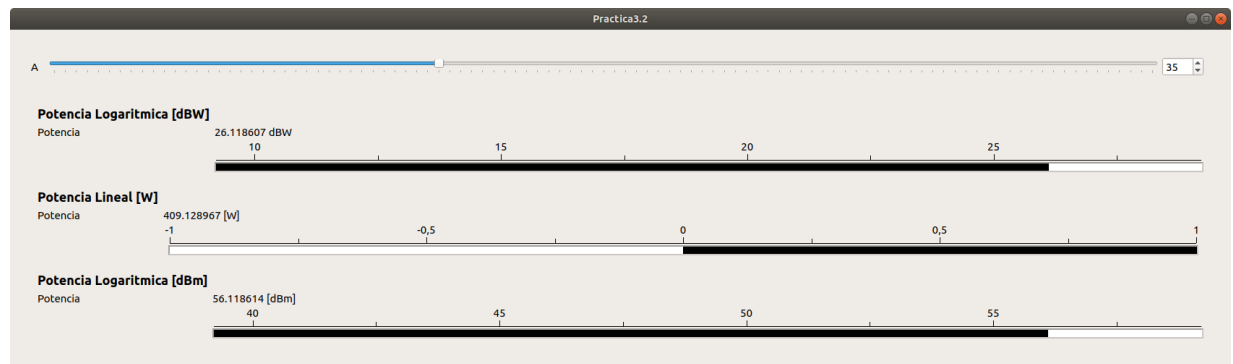 Practica3.2
A 35
Potencia Logaritmica [dBW]
Potencia 26.118607 dBW
10 15 20 25
Potencia Lineal [W]
Potencia 409.128967 [W]
-1 -0,5 0 0,5 1
Potencia Logaritmica [dBm]
Potencia 56.118614 [dBm]
40 45 50 55